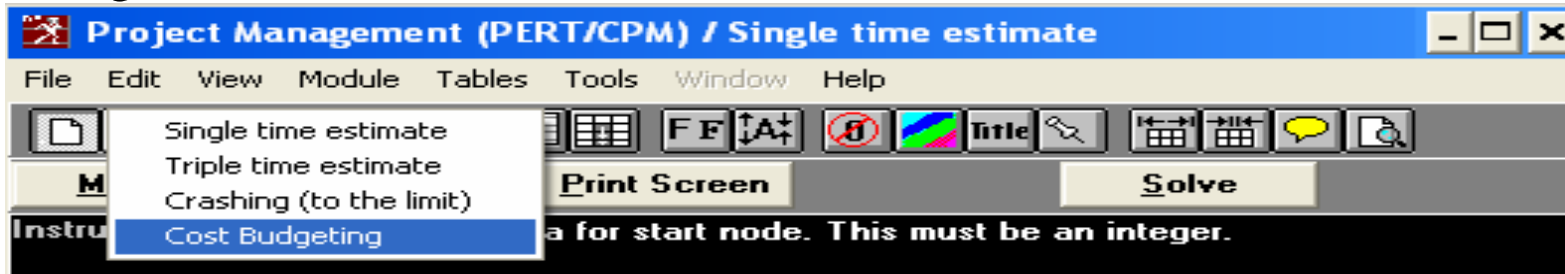 Project Management (PERT/CPM) / Single time estimate
File Edit View Module Tables Tools Window Help
Single time estimate
Triple time estimate
Crashing (to the limit)
Cost Budgeting
F F A 0 Title
M Print Screen Solve
Instru a for start node. This must be an integer.